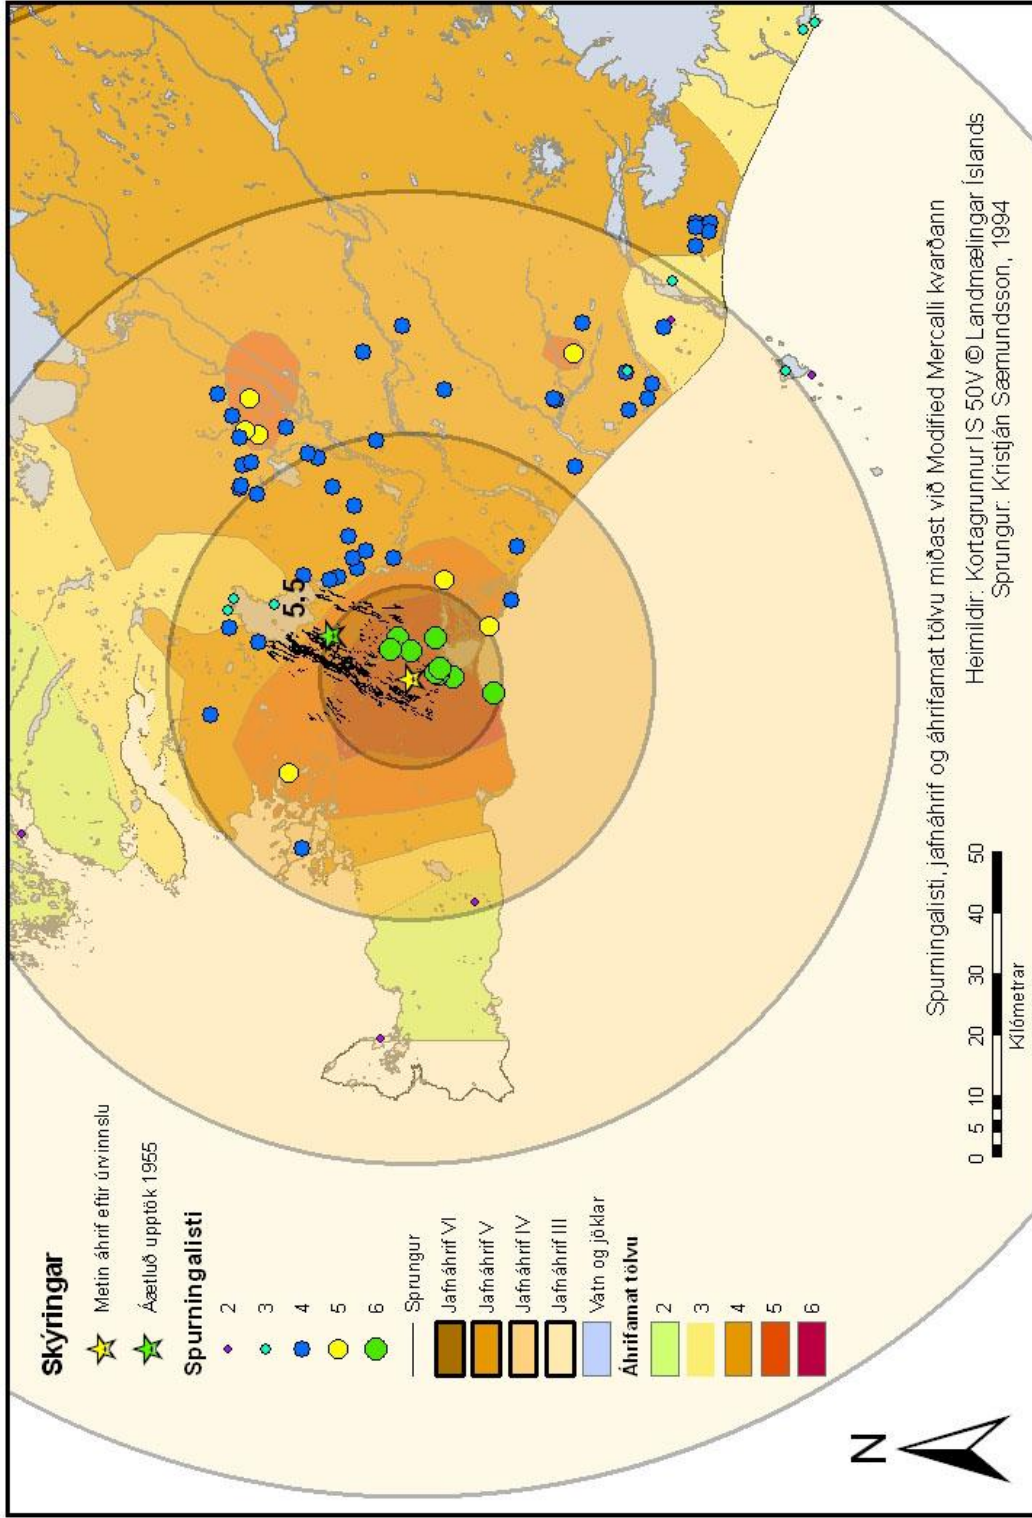 Skýringar
Metin áhrif eftir úrvinnslu
Áætluð upptök 1955
Spurningalisti
2
3
4
5
6
Sprungur
Jafnáhrif VI
Jafnáhrif V
Jafnáhrif IV
Jafnáhrif III
Vatn og jöklar
Áhrifamat tölvu
2
3
4
5
6
N
5,5
Spurningalisti, jafnáhrif og áhrifamat tölvu miðast við Modified Mercalli kvarðann
Heimildir: Kortagrunnur IS 50V © Landmælingar Íslands
Sprungur: Kristján Sæmundsson, 1994
0 5 10 20 30 40 50
Kílómetrar